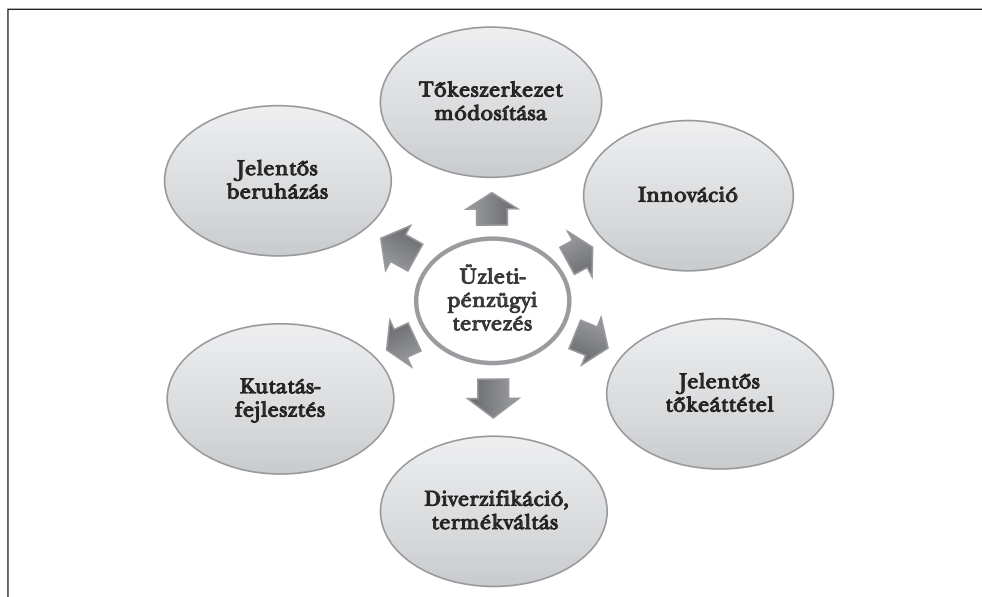 Tőkeszerkezet
módosítása
Jelentős
beruházás
Innováció
Üzleti-
pénzügyi
tervezés
Kutatás-
fejlesztés
Jelentős
tőkeáttétel
Diverzifikáció,
termékváltás